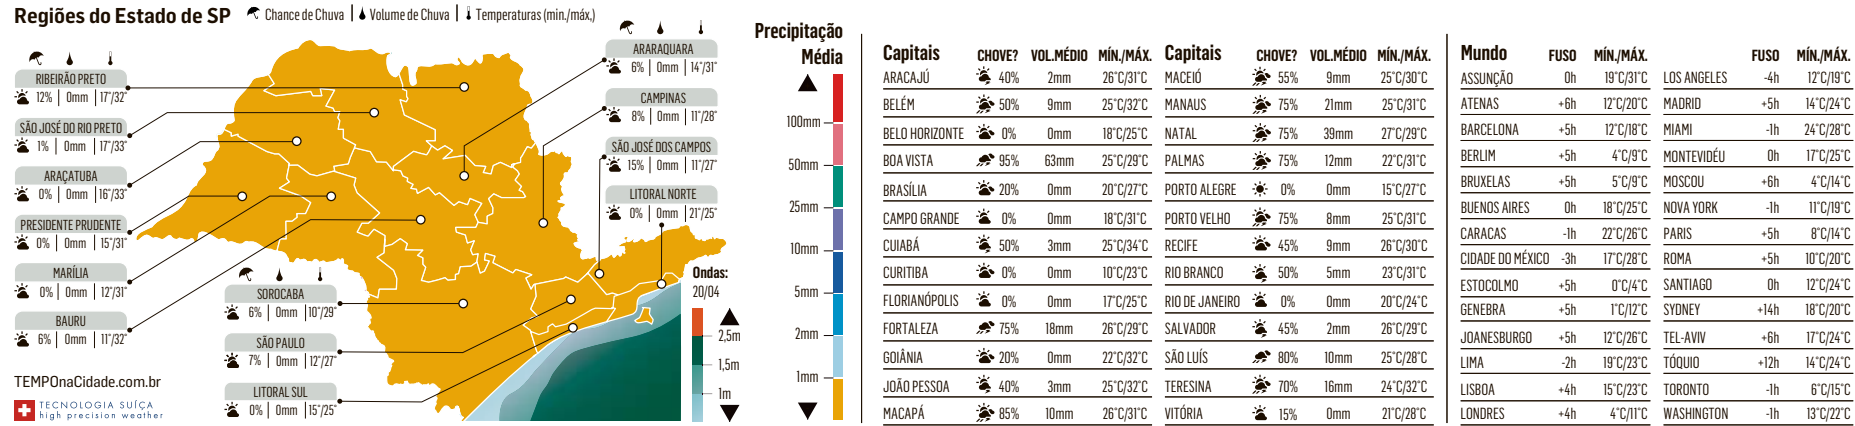 Regiões do Estado de SP
Chance de Chuva | Volume de Chuva | Temperaturas (min./máx,)
RIBEIRÃO PRETO
12% | 0mm | 17°/32°
SÃO JOSÉ DO RIO PRETO
1% | 0mm | 17°/33°
ARAÇATUBA
0% | 0mm | 16°/33°
PRESIDENTE PRUDENTE
0% | 0mm | 15°/31°
MARÍLIA
0% | 0mm | 12°/31°
BAURU
6% | 0mm | 11°/32°
SOROCABA
6% | 0mm | 10°/29°
SÃO PAULO
7% | 0mm | 12°/27°
LITORAL SUL
0% | 0mm | 15°/25°
ARARAQUARA
6% | 0mm | 14°/31°
CAMPINAS
8% | 0mm | 11°/28°
SÃO JOSÉ DOS CAMPOS
15% | 0mm | 11°/27°
LITORAL NORTE
0% | 0mm | 21°/25°
TEMPOnaCidade.com.br
TECNOLOGIA SUÍÇA
high precision weather
Ondas:
20/04
2,5m
1,5m
1m
Precipitação
Média
100mm
50mm
25mm
10mm
5mm
2mm
1mm
Capitais CHOVE? VOL.MÉDIO MÍN./MÁX.
ARACAJÚ 40% 2mm 26°C/31°C
BELÉM 50% 9mm 25°C/32°C
BELO HORIZONTE 0% 0mm 18°C/25°C
BOA VISTA 95% 63mm 25°C/29°C
BRASÍLIA 20% 0mm 20°C/27°C
CAMPO GRANDE 0% 0mm 18°C/31°C
CUIABÁ 50% 3mm 25°C/34°C
CURITIBA 0% 0mm 10°C/23°C
FLORIANÓPOLIS 0% 0mm 17°C/25°C
FORTALEZA 75% 18mm 26°C/29°C
GOIÂNIA 20% 0mm 22°C/32°C
JOÃO PESSOA 40% 3mm 25°C/32°C
MACAPÁ 85% 10mm 26°C/31°C
Capitais CHOVE? VOL.MÉDIO MÍN./MÁX.
MACEIÓ 55% 9mm 25°C/30°C
MANAUS 75% 21mm 25°C/31°C
NATAL 75% 39mm 27°C/29°C
PALMAS 75% 12mm 22°C/31°C
PORTO ALEGRE 0% 0mm 15°C/27°C
PORTO VELHO 75% 8mm 25°C/31°C
RECIFE 45% 9mm 26°C/30°C
RIO BRANCO 50% 5mm 23°C/31°C
RIO DE JANEIRO 0% 0mm 20°C/24°C
SALVADOR 45% 2mm 26°C/29°C
SÃO LUÍS 80% 10mm 25°C/28°C
TERESINA 70% 16mm 24°C/32°C
VITÓRIA 15% 0mm 21°C/28°C
Mundo FUSO MÍN./MÁX.
ASSUNÇÃO 0h 19°C/31°C
ATENAS +6h 12°C/20°C
BARCELONA +5h 12°C/18°C
BERLIM +5h 4°C/9°C
BRUXELAS +5h 5°C/9°C
BUENOS AIRES 0h 18°C/25°C
CARACAS -1h 22°C/26°C
CIDADE DO MÉXICO -3h 17°C/28°C
ESTOCOLMO +5h 0°C/4°C
GENEBRA +5h 1°C/12°C
JOANESBURGO +5h 12°C/26°C
LIMA -2h 19°C/23°C
LISBOA +4h 15°C/23°C
LONDRES +4h 4°C/11°C
FUSO MÍN./MÁX.
LOS ANGELES -4h 12°C/19°C
MADRID +5h 14°C/24°C
MIAMI -1h 24°C/28°C
MONTEVIDÉU 0h 17°C/25°C
MOSCOU +6h 4°C/14°C
NOVA YORK -1h 11°C/19°C
PARIS +5h 8°C/14°C
ROMA +5h 10°C/20°C
SANTIAGO 0h 12°C/24°C
SYDNEY +14h 18°C/20°C
TEL-AVIV +6h 17°C/24°C
TÓQUIO +12h 14°C/24°C
TORONTO -1h 6°C/15°C
WASHINGTON -1h 13°C/22°C